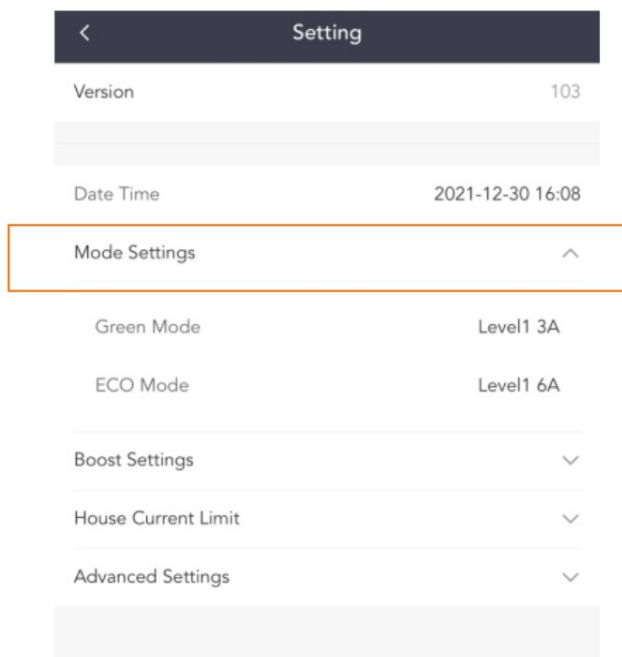 Setting
Version 103
Date Time 2021-12-30 16:08
Mode Settings
Green Mode Level1 3A
ECO Mode Level1 6A
Boost Settings
House Current Limit
Advanced Settings